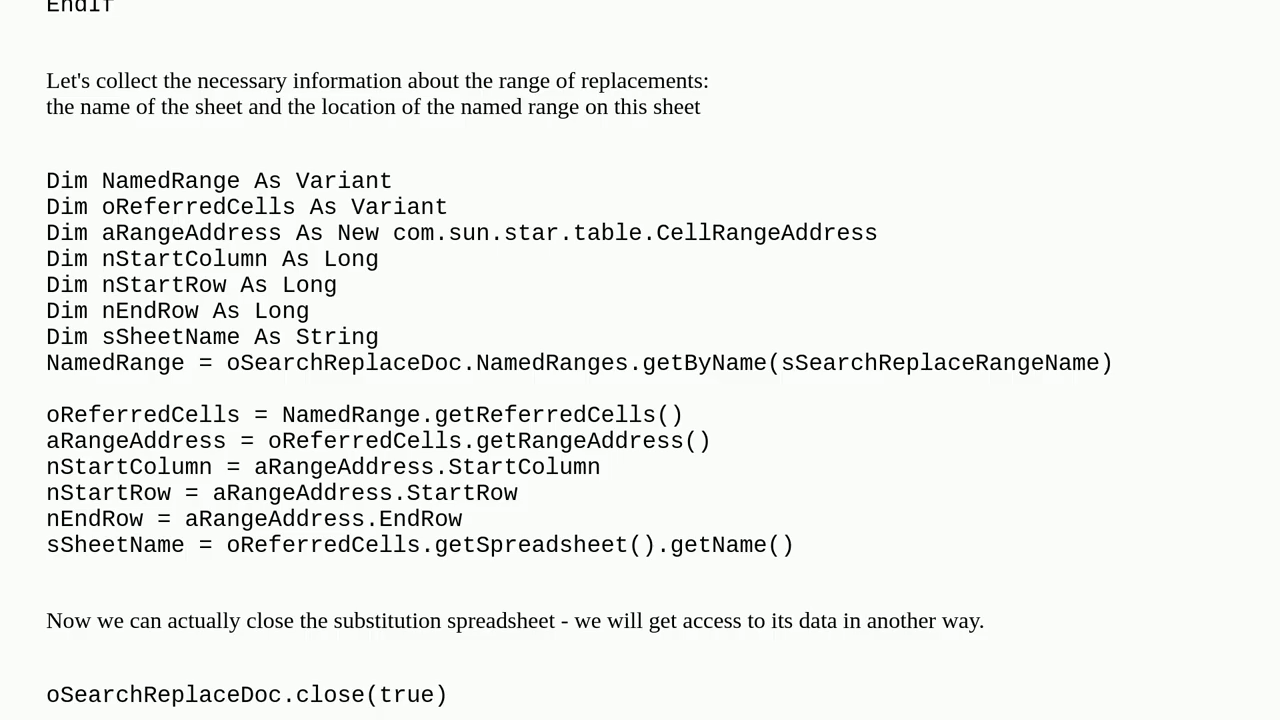 EndIf
Let's collect the necessary information about the range of replacements:
the name of the sheet and the location of the named range on this sheet
Dim NamedRange As Variant
Dim oReferredCells As Variant
Dim aRangeAddress As New com.sun.star.table.CellRangeAddress
Dim nStartColumn As Long
Dim nStartRow As Long
Dim nEndRow As Long
Dim sSheetName As String
NamedRange = oSearchReplaceDoc.NamedRanges.getByName(sSearchReplaceRangeName)
oReferredCells = NamedRange.getReferredCells()
aRangeAddress = oReferredCells.getRangeAddress()
nStartColumn = aRangeAddress.StartColumn
nStartRow = aRangeAddress.StartRow
nEndRow = aRangeAddress.EndRow
sSheetName = oReferredCells.getSpreadsheet().getName()
Now we can actually close the substitution spreadsheet - we will get access to its data in another way.
oSearchReplaceDoc.close(true)